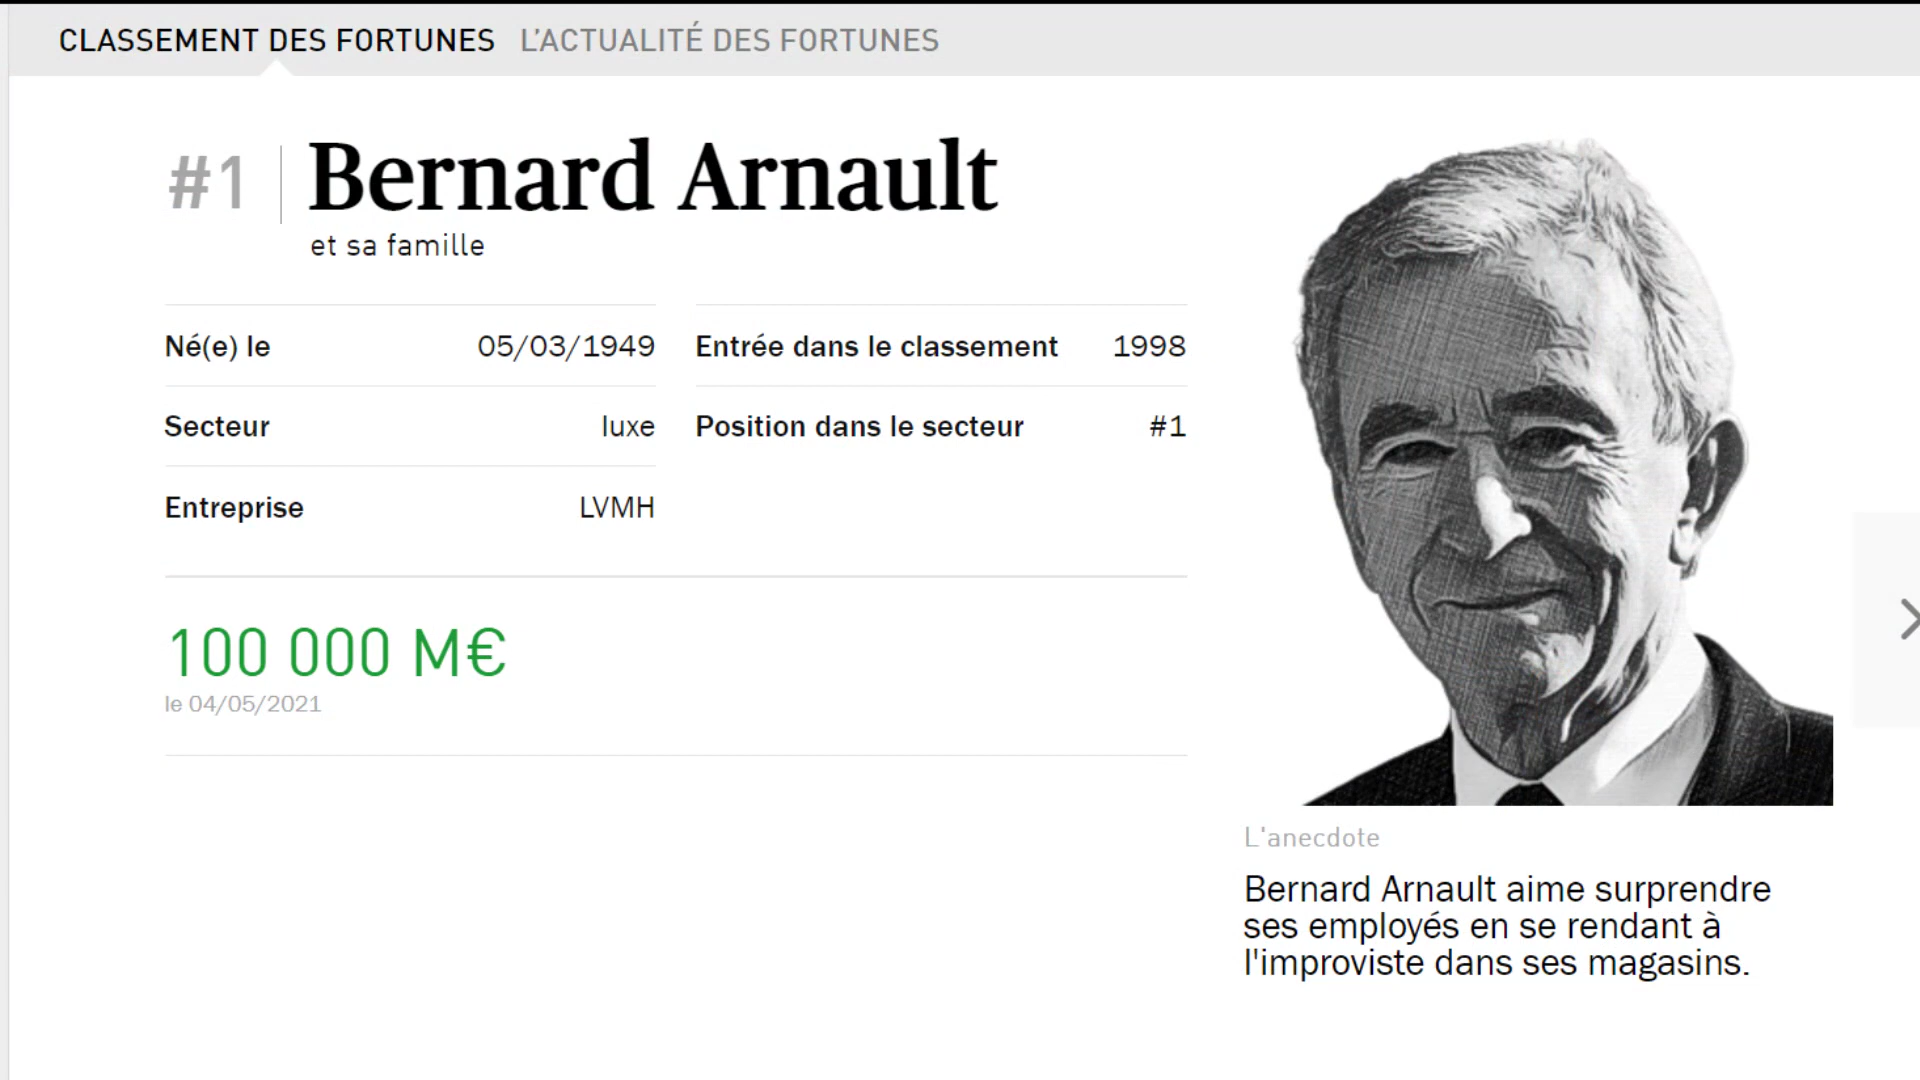 CLASSEMENT DES FORTUNES L'ACTUALITÉ DES FORTUNES
#1 Bernard Arnault
et sa famille
Né(e) le 05/03/1949 Entrée dans le classement 1998
Secteur luxe Position dans le secteur #1
Entreprise LVMH
100 000 M€
le 04/05/2021
L'anecdote
Bernard Arnault aime surprendre
ses employés en se rendant à
l'improviste dans ses magasins.